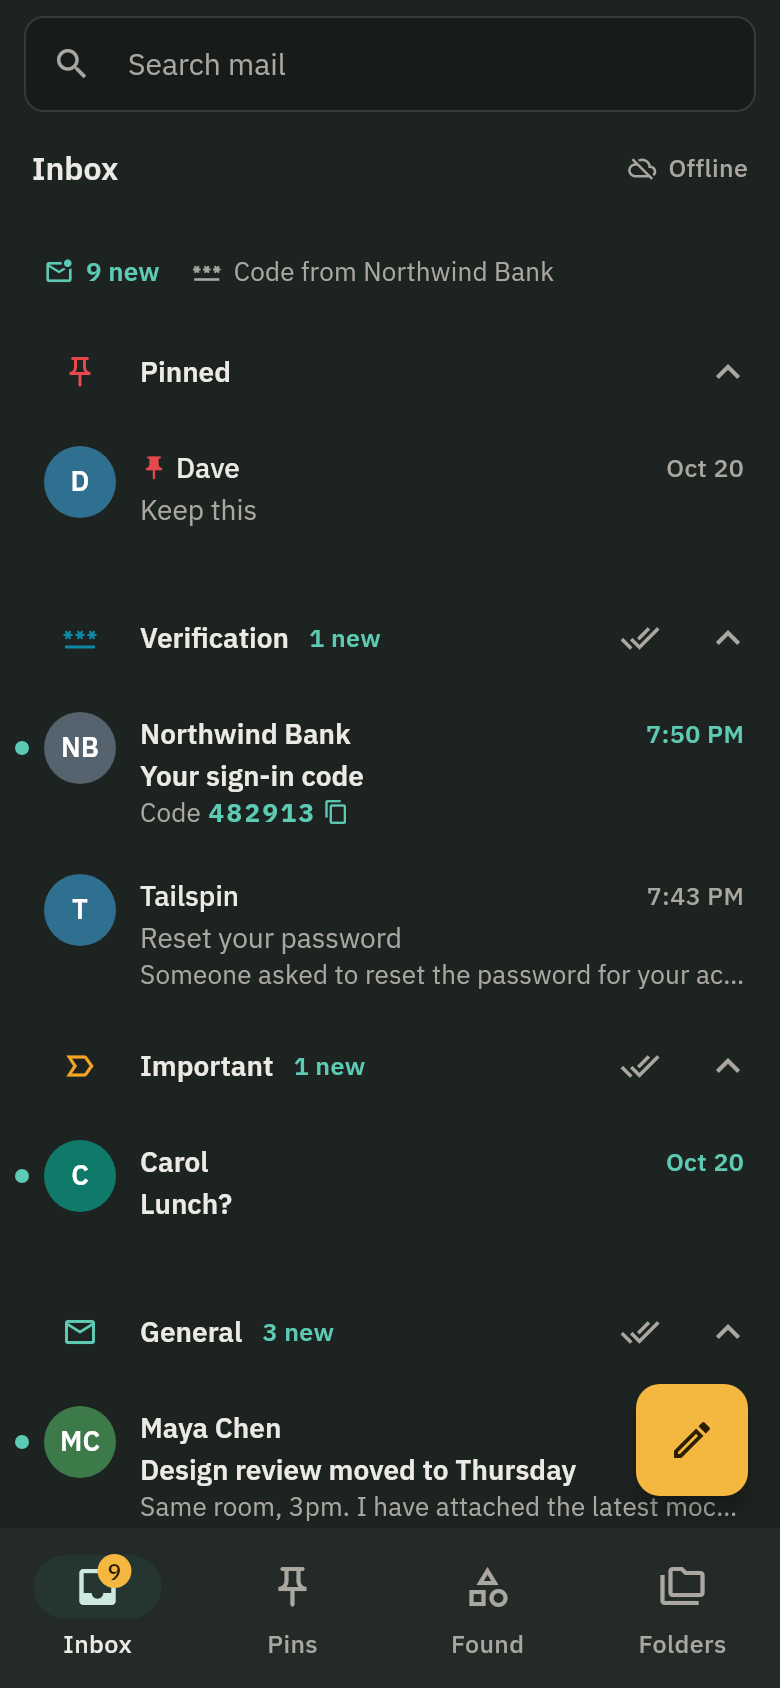 Search mail
Inbox
Offline
9 new
Code from Northwind Bank
Pinned
D
Dave
Oct 20
Keep this
***
Verification
1 new
NB
Northwind Bank
7:50 PM
Your sign-in code
Code 482913
T
Tailspin
7:43 PM
Reset your password
Someone asked to reset the password for your ac...
Important
1 new
C
Carol
Oct 20
Lunch?
General
3 new
MC
Maya Chen
Design review moved to Thursday
Same room, 3pm. I have attached the latest moc...
9
Inbox
Pins
Found
Folders